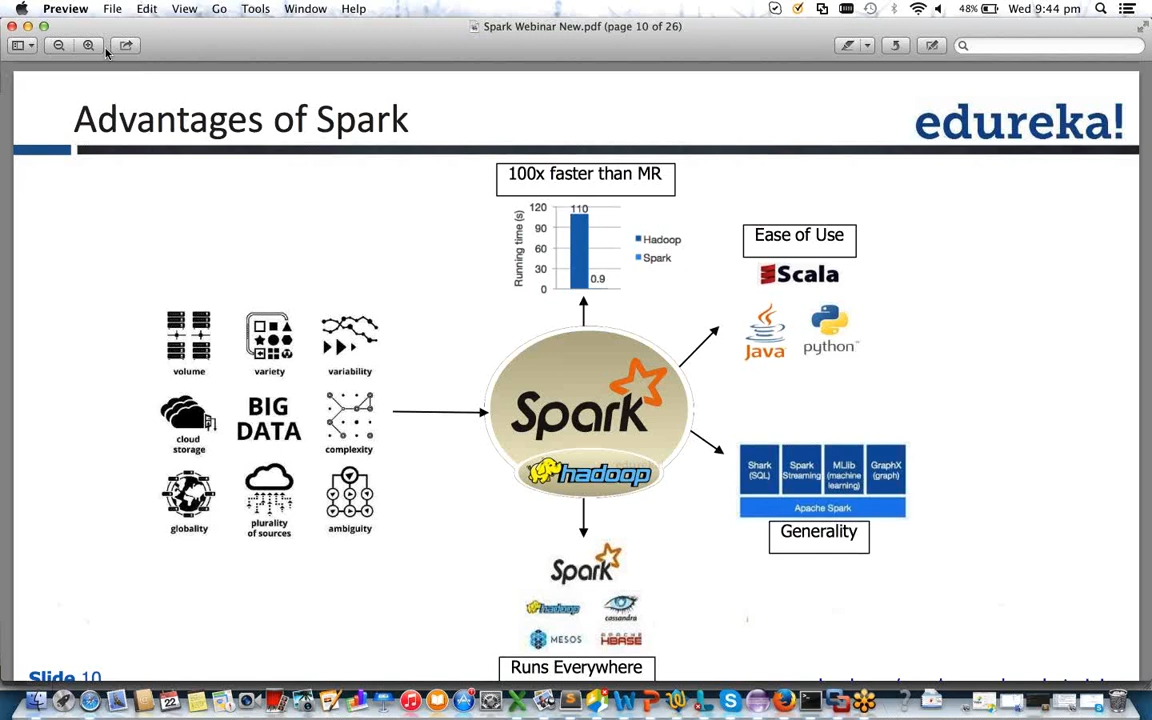 Preview File Edit View Go Tools Window Help
48% Wed 9:44 pm
Spark Webinar New.pdf (page 10 of 26)
Advantages of Spark
edureka!
100x faster than MR
Running time (s)
120
90
60
30
0
110
0.9
Hadoop
Spark
Ease of Use
Scala
Java
python
volume
variety
variability
cloud
storage
BIG
DATA
complexity
globality
plurality
of sources
ambiguity
Spark
hadoop
Shark
(SQL)
Spark
Streaming
MLlib
(machine
learning)
GraphX
(graph)
Apache Spark
Generality
Spark
hadoop
cassandra
MESOS
APACHE
HBASE
Runs Everywhere
Slide 10
22